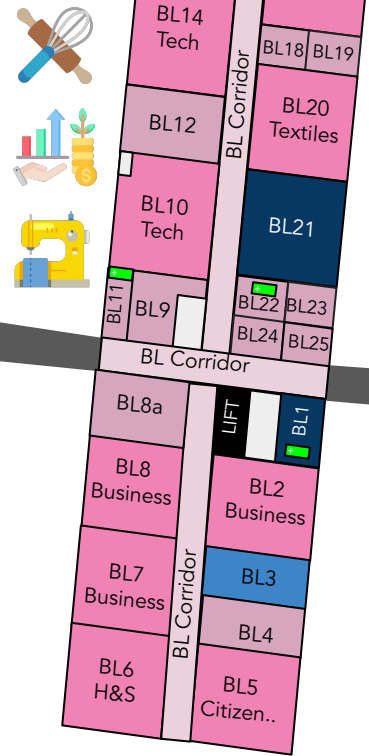 BL14
Tech
BL18
BL19
BL Corridor
BL12
BL20
Textiles
BL10
Tech
BL21
BL11
BL9
BL22
BL23
BL24
BL25
BL Corridor
BL8a
LIFT
BL1
BL8
Business
BL2
Business
BL Corridor
BL7
Business
BL3
BL4
BL6
H&S
BL5
Citizen..
$